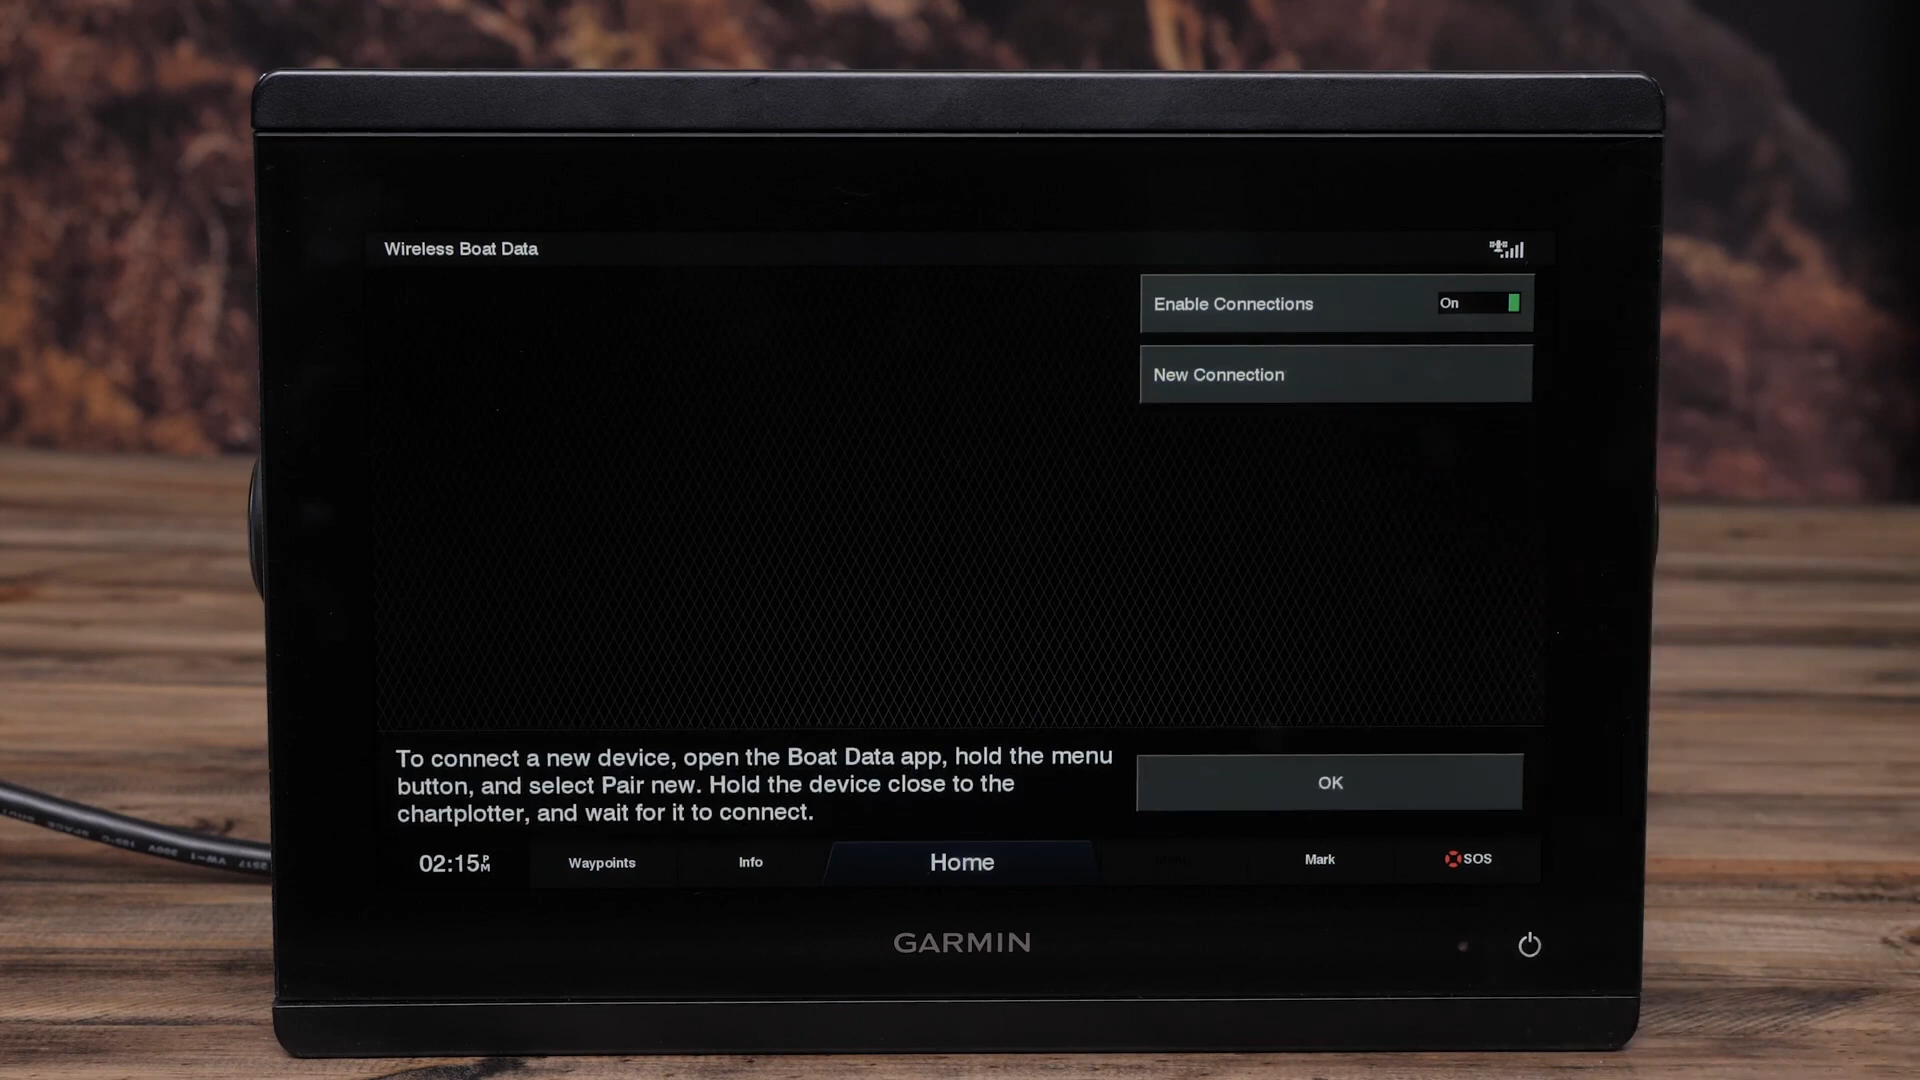 Wireless Boat Data
Enable Connections On
New Connection
To connect a new device, open the Boat Data app, hold the menu
button, and select Pair new. Hold the device close to the
chartplotter, and wait for it to connect.
OK
02:15 PM
Waypoints
Info
Home
Mark
SOS
GARMIN